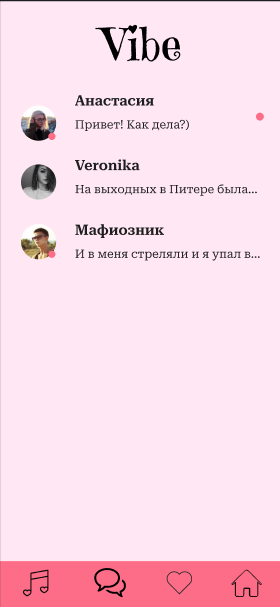 Vibe
Анастасия
Привет! Как дела?)
Veronika
На выходных в Питере была...
Мафиозник
И в меня стреляли и я упал в...